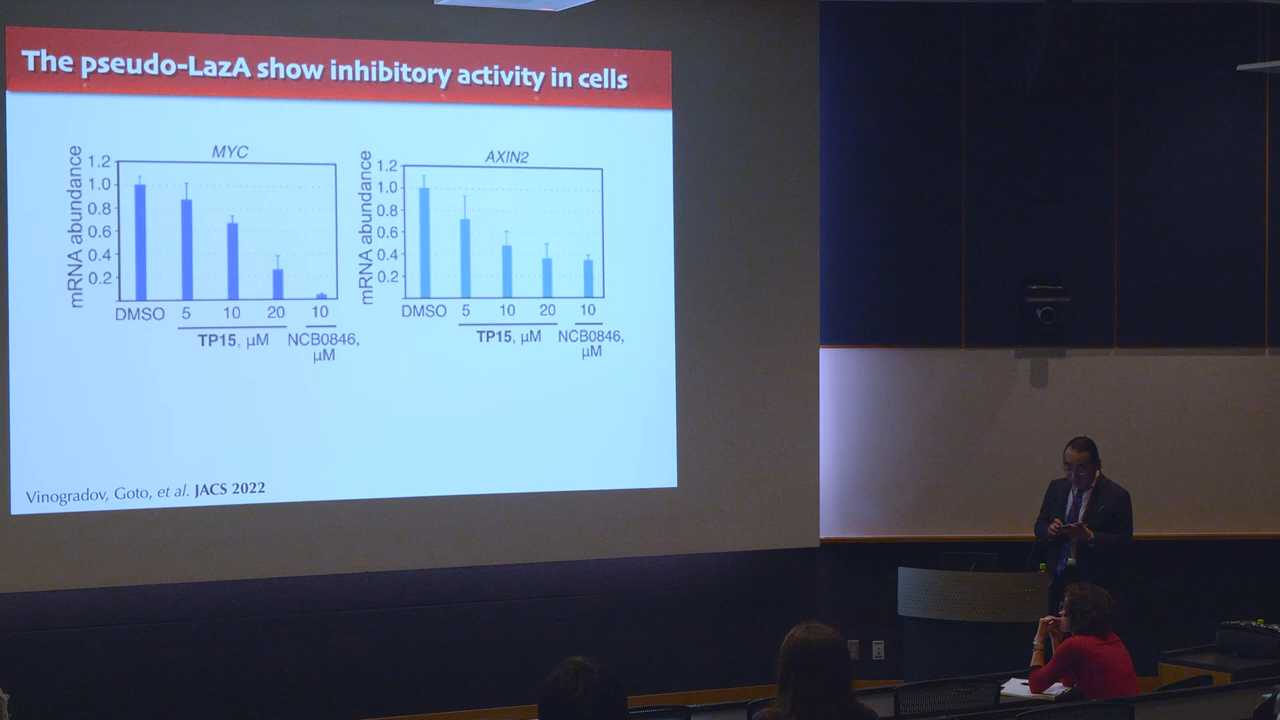 The pseudo-LazA show inhibitory activity in cells
MYC
mRNA abundance
1.2
1.0
0.8
0.6
0.4
0.2
DMSO 5 10 20 10
TP15, μM NCB0846,
μM
AXIN2
mRNA abundance
1.2
1.0
0.8
0.6
0.4
0.2
DMSO 5 10 20 10
TP15, μM NCB0846,
μM
Vinogradov, Goto, et al. JACS 2022